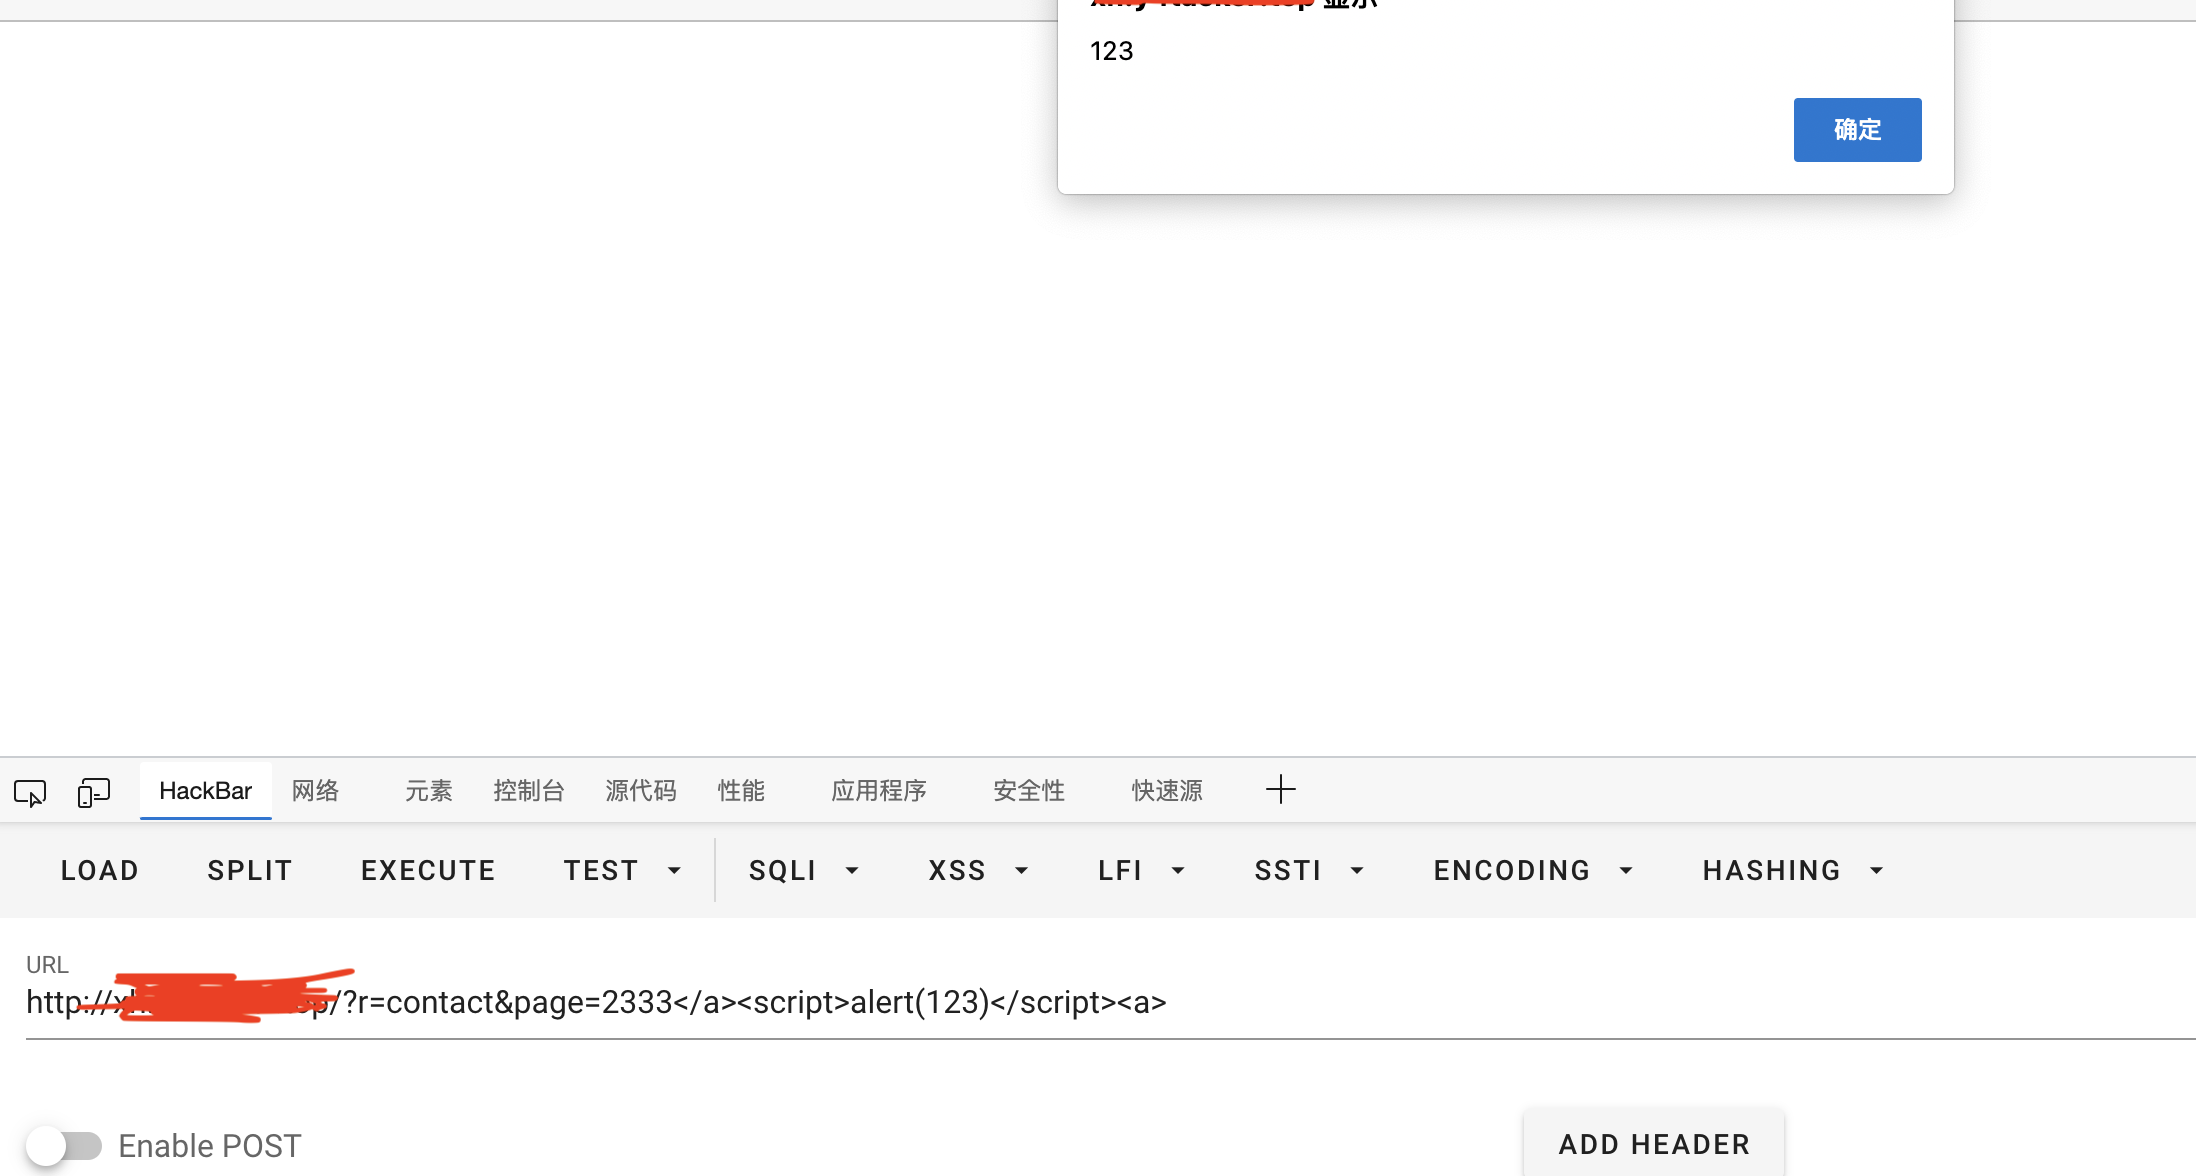 显示
123
确定
HackBar 网络 元素 控制台 源代码 性能 应用程序 安全性 快速源
LOAD SPLIT EXECUTE TEST SQLI XSS LFI SSTI ENCODING HASHING
URL
http://x /?r=contact&page=2333</a><script>alert(123)</script><a>
Enable POST
ADD HEADER